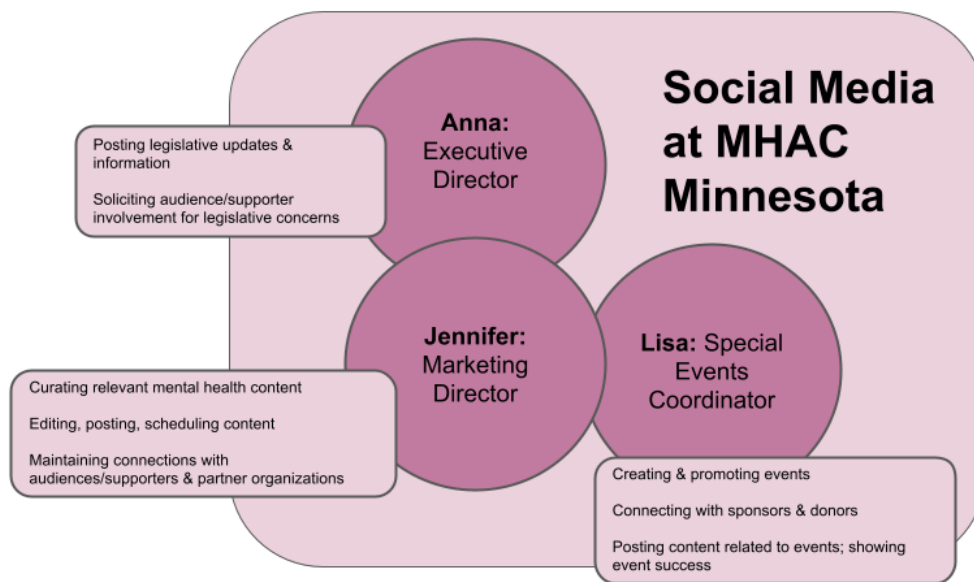 Social Media
at MHAC
Minnesota
Anna:
Executive
Director
Posting legislative updates &
information
Soliciting audience/supporter
involvement for legislative concerns
Jennifer:
Marketing
Director
Curating relevant mental health content
Editing, posting, scheduling content
Maintaining connections with
audiences/supporters & partner organizations
Lisa: Special
Events
Coordinator
Creating & promoting events
Connecting with sponsors & donors
Posting content related to events; showing
event success